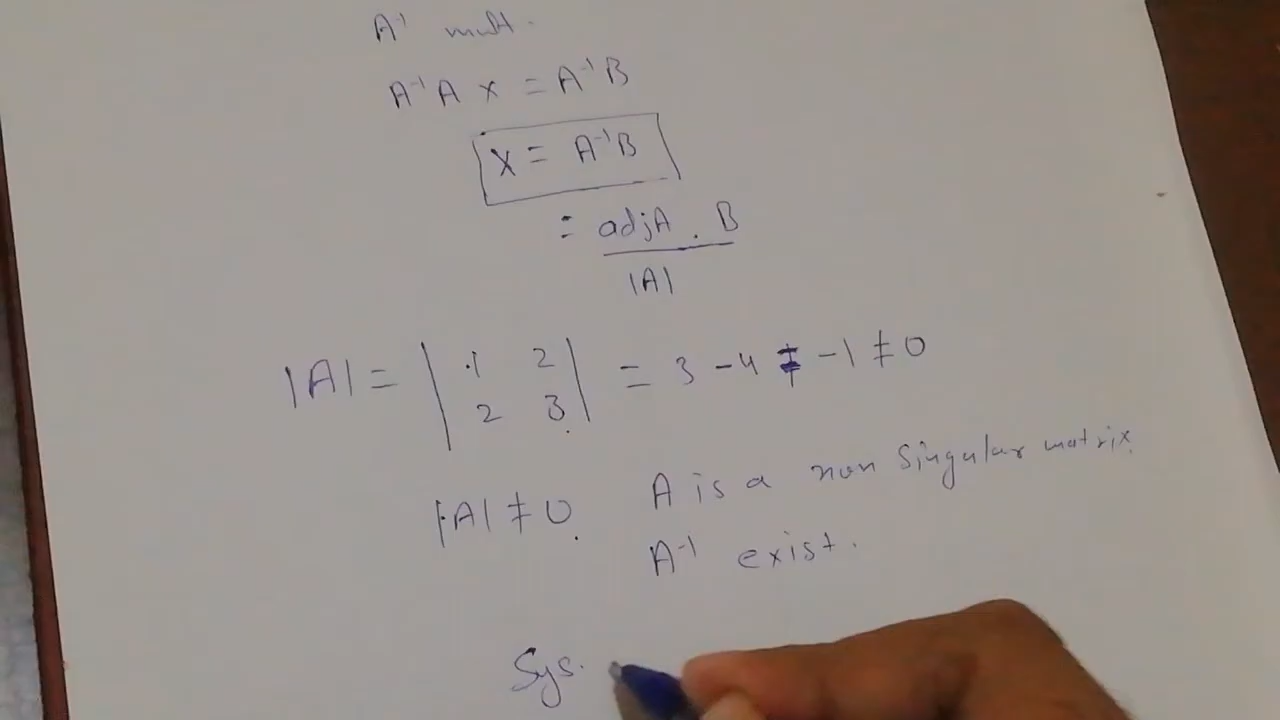 A⁻¹ mult.
A⁻¹A x = A⁻¹B
X = A⁻¹B
= adjA . B
|A|
|A| = | 1 2 | = 3 - 4 ≠ -1 ≠ 0
2 3
|A| ≠ 0. A is a non Singular matrix.
A⁻¹ exist.
Sys.